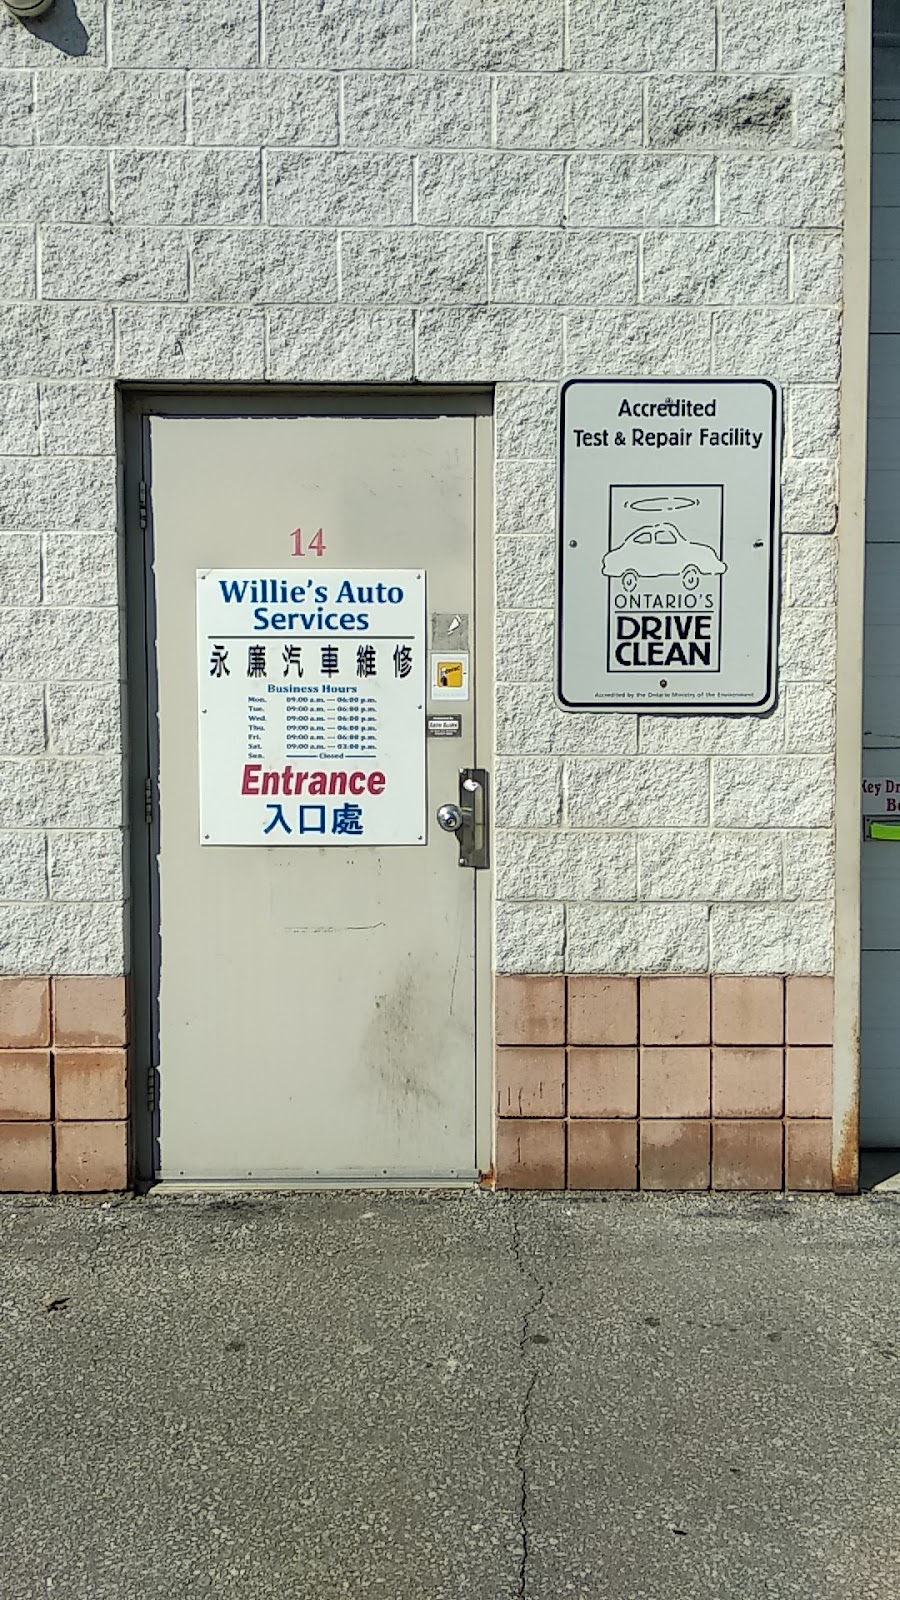 14
Willie's Auto
Services
永廉汽車維修
Business Hours
Mon. 09:00 a.m. — 06:00 p.m.
Tue. 09:00 a.m. — 06:00 p.m.
Wed. 09:00 a.m. — 06:00 p.m.
Thu. 09:00 a.m. — 06:00 p.m.
Fri. 09:00 a.m. — 06:00 p.m.
Sat. 09:00 a.m. — 03:00 p.m.
Sun. — Closed —
Entrance
入口處
Accredited
Test & Repair Facility
ONTARIO'S
DRIVE
CLEAN
Accredited by the Ontario Ministry of the Environment
Key Dr
B